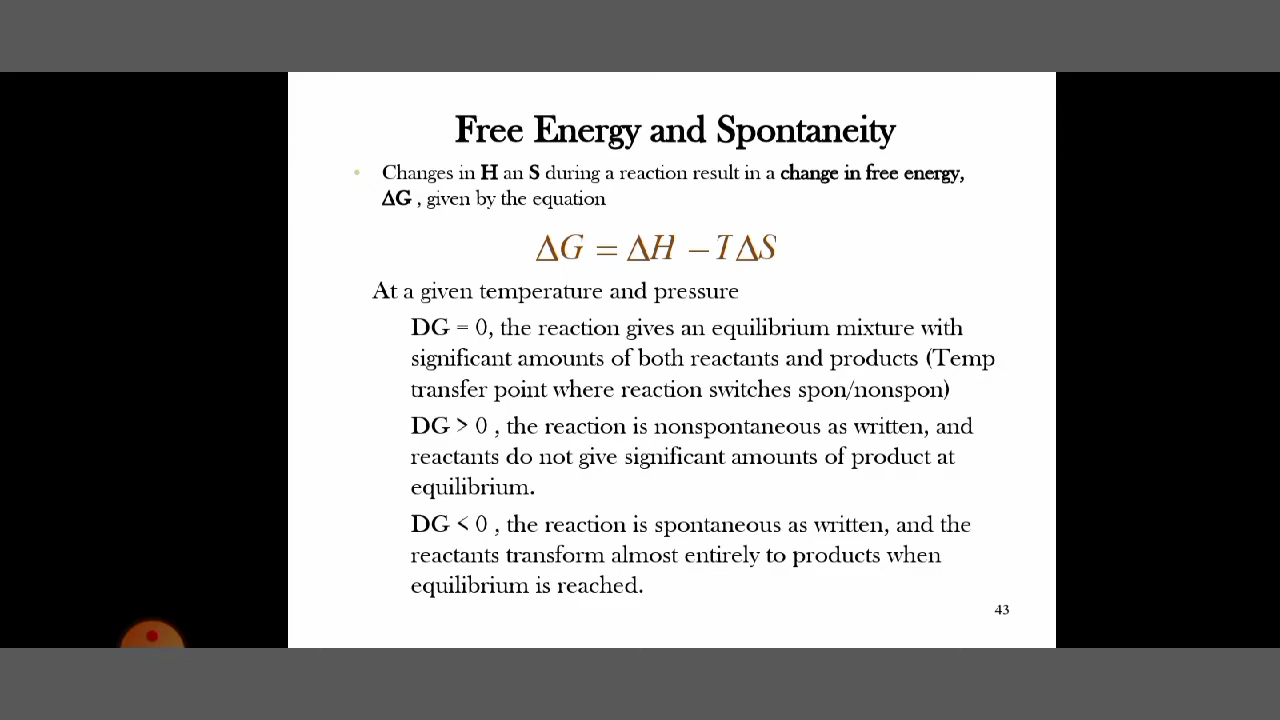 Free Energy and Spontaneity
• Changes in H an S during a reaction result in a change in free energy,
ΔG , given by the equation
ΔG = ΔH − TΔS
At a given temperature and pressure
DG = 0, the reaction gives an equilibrium mixture with
significant amounts of both reactants and products (Temp
transfer point where reaction switches spon/nonspon)
DG > 0 , the reaction is nonspontaneous as written, and
reactants do not give significant amounts of product at
equilibrium.
DG < 0 , the reaction is spontaneous as written, and the
reactants transform almost entirely to products when
equilibrium is reached.
43